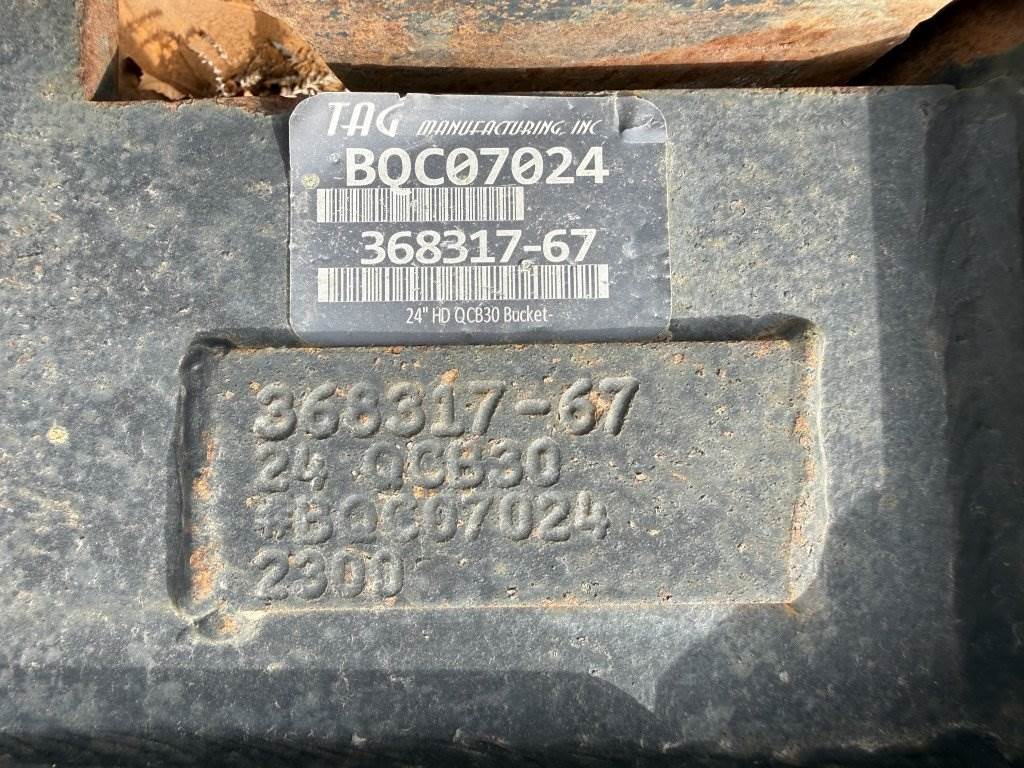 TAG MANUFACTURING, INC
BQC07024
368317-67
24" HD QCB30 Bucket-
368317-67
24 QCB30
#BQC07024
2300